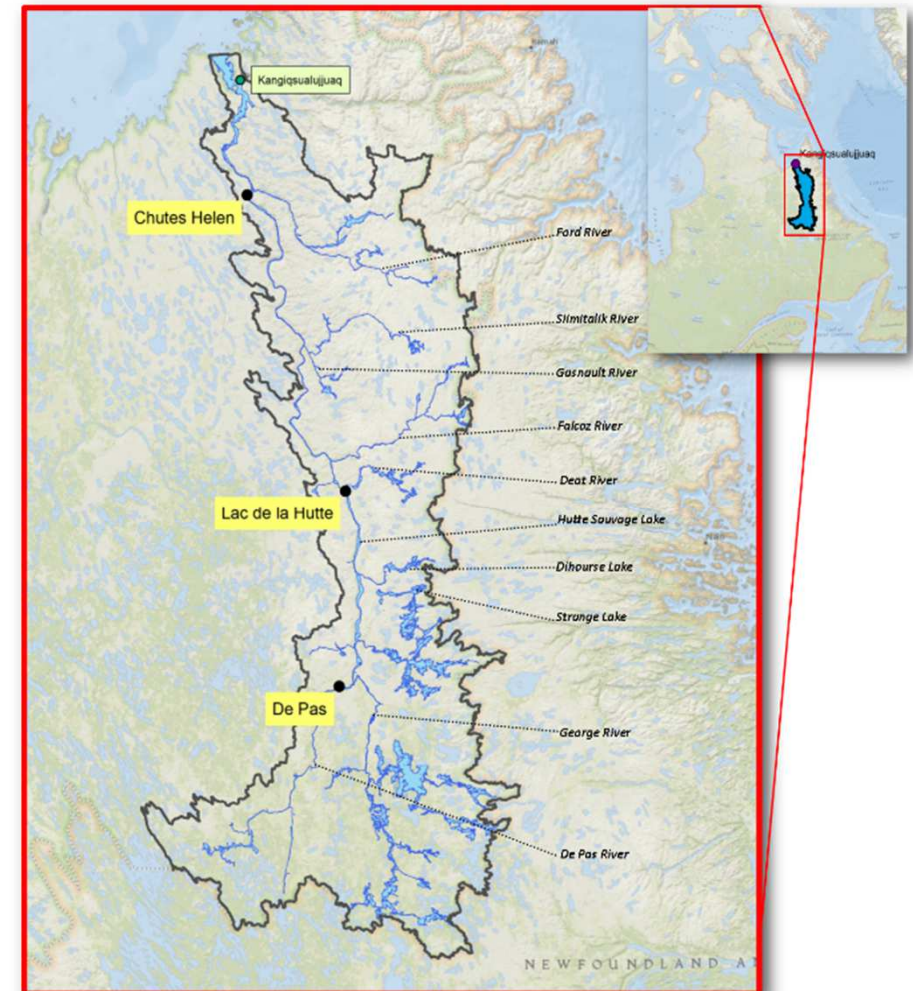 Kangiqsualujjuaq
Kangiqsualujjuaq
Chutes Helen
Ford River
Siimitalik River
Gasnault River
Falcoz River
Deat River
Lac de la Hutte
Hutte Sauvage Lake
Dihourse Lake
Strange Lake
De Pas
George River
De Pas River
NEWFOUNDLAND A